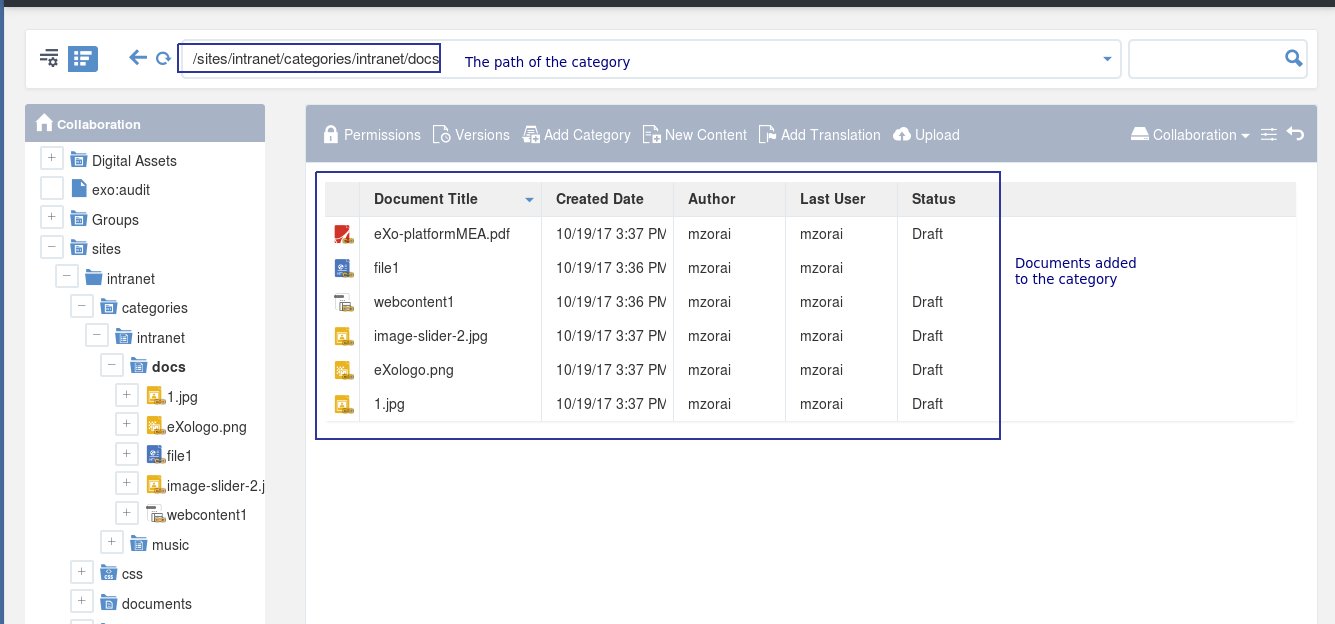 /sites/intranet/categories/intranet/docs The path of the category
Collaboration
Digital Assets
exo:audit
Groups
sites
intranet
categories
intranet
docs
1.jpg
eXologo.png
file1
image-slider-2.j
webcontent1
music
css
documents
Permissions Versions Add Category New Content Add Translation Upload Collaboration
Document Title Created Date Author Last User Status
eXo-platformMEA.pdf 10/19/17 3:37 PM mzorai mzorai Draft
file1 10/19/17 3:36 PM mzorai mzorai
webcontent1 10/19/17 3:36 PM mzorai mzorai Draft
image-slider-2.jpg 10/19/17 3:37 PM mzorai mzorai Draft
eXologo.png 10/19/17 3:37 PM mzorai mzorai Draft
1.jpg 10/19/17 3:37 PM mzorai mzorai Draft
Documents added
to the category